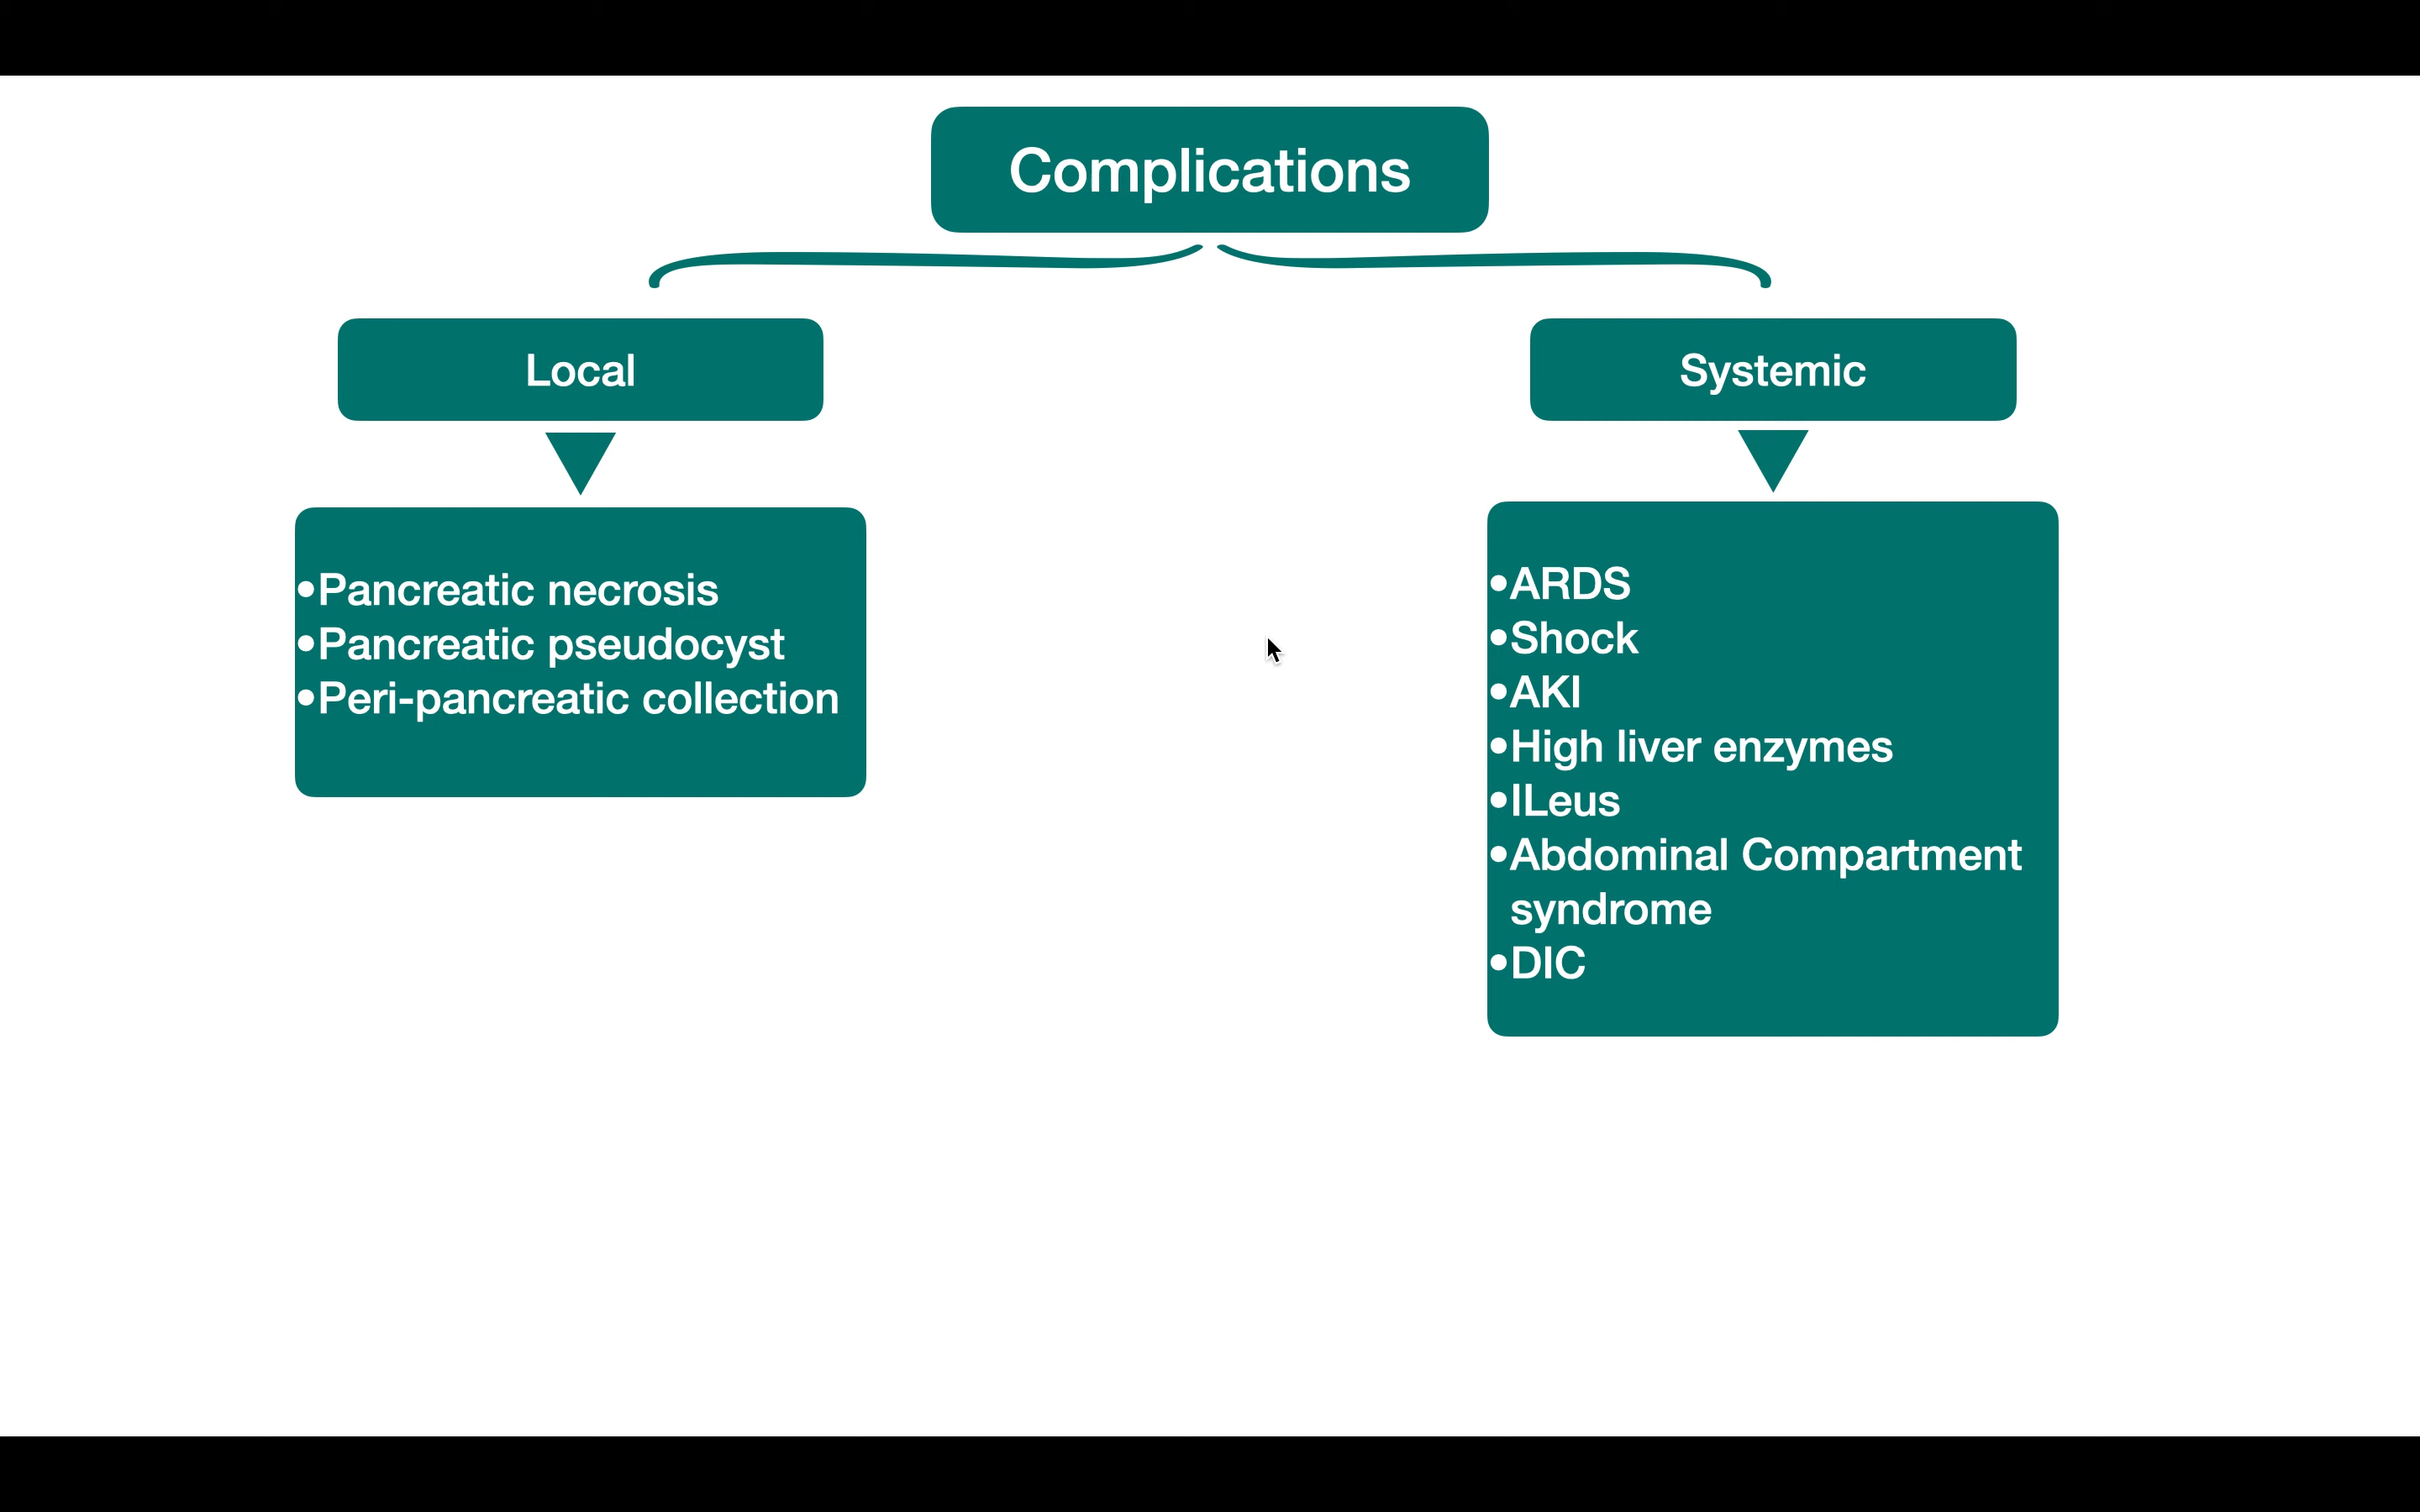 Complications
Local
Systemic
•Pancreatic necrosis
•Pancreatic pseudocyst
•Peri-pancreatic collection
•ARDS
•Shock
•AKI
•High liver enzymes
•ILeus
•Abdominal Compartment
syndrome
•DIC